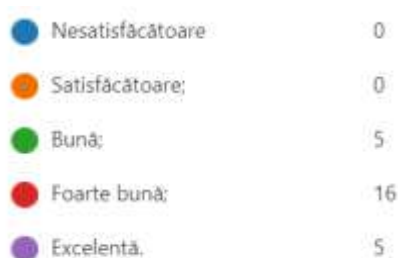 Nesatisfăcătoare 0
Satisfăcătoare; 0
Bună; 5
Foarte bună; 16
Excelentă. 5